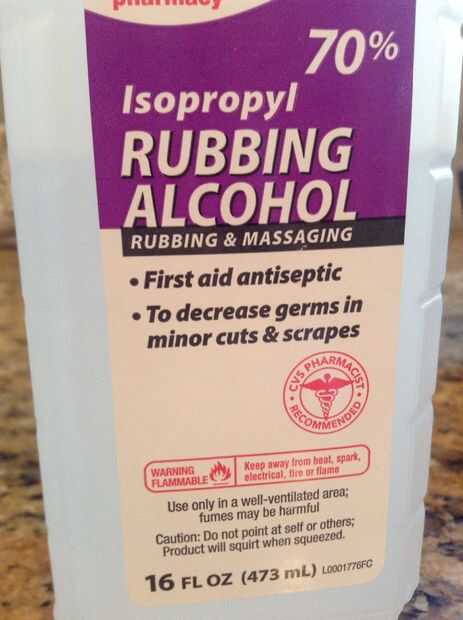 pharmacy
70%
Isopropyl
RUBBING
ALCOHOL
RUBBING & MASSAGING
• First aid antiseptic
• To decrease germs in
minor cuts & scrapes
• CVS PHARMACIST •
RECOMMENDED
WARNING
FLAMMABLE
Keep away from heat, spark,
electrical, fire or flame
Use only in a well-ventilated area;
fumes may be harmful
Caution: Do not point at self or others;
Product will squirt when squeezed.
16 FL OZ (473 mL) L0001776FC